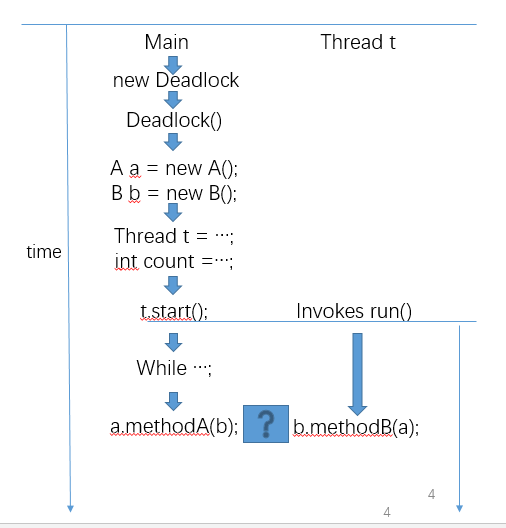 Main Thread t
new Deadlock
Deadlock()
A a = new A();
B b = new B();
Thread t = ···;
time
int count =···;
t.start(); Invokes run()
While ···;
a.methodA(b); ? b.methodB(a);
4
4